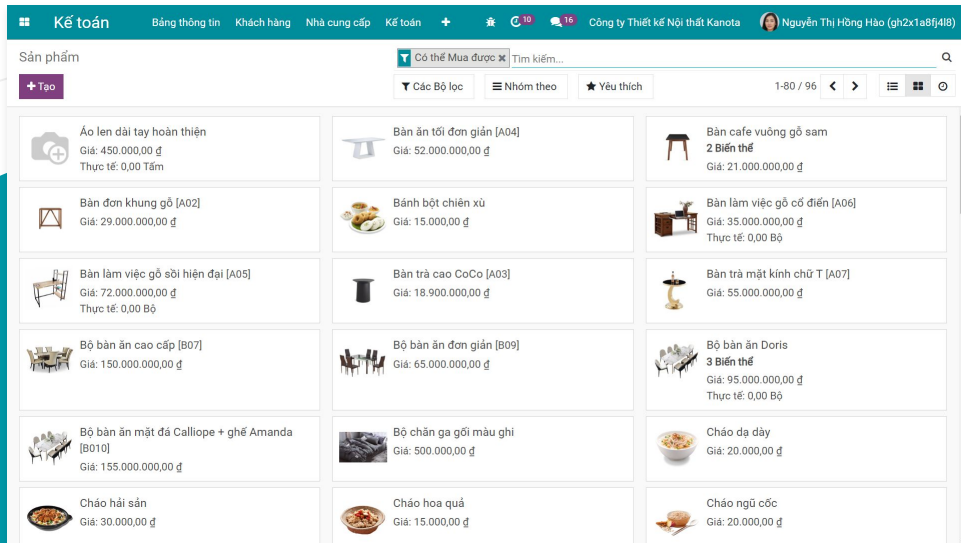 Kế toán Bảng thông tin Khách hàng Nhà cung cấp Kế toán 10 16 Công ty Thiết kế Nội thất Kanota Nguyễn Thị Hồng Hào (gh2x1a8fj4l8)
Sản phẩm Có thể Mua được Tìm kiếm...
Tạo Các Bộ lọc Nhóm theo Yêu thích 1-80 / 96
Áo len dài tay hoàn thiện
Giá: 450.000,00 ₫
Thực tế: 0,00 Tấm
Bàn ăn tối đơn giản [A04]
Giá: 52.000.000,00 ₫
Bàn cafe vuông gỗ sam
2 Biến thể
Giá: 21.000.000,00 ₫
Bàn đơn khung gỗ [A02]
Giá: 29.000.000,00 ₫
Bánh bột chiên xù
Giá: 15.000,00 ₫
Bàn làm việc gỗ cổ điển [A06]
Giá: 35.000.000,00 ₫
Thực tế: 0,00 Bộ
Bàn làm việc gỗ sồi hiện đại [A05]
Giá: 72.000.000,00 ₫
Thực tế: 0,00 Bộ
Bàn trà cao CoCo [A03]
Giá: 18.900.000,00 ₫
Bàn trà mặt kính chữ T [A07]
Giá: 55.000.000,00 ₫
Bộ bàn ăn cao cấp [B07]
Giá: 150.000.000,00 ₫
Bộ bàn ăn đơn giản [B09]
Giá: 65.000.000,00 ₫
Bộ bàn ăn Doris
3 Biến thể
Giá: 95.000.000,00 ₫
Thực tế: 0,00 Bộ
Bộ bàn ăn mặt đá Calliope + ghế Amanda
[B010]
Giá: 155.000.000,00 ₫
Bộ chăn ga gối màu ghi
Giá: 500.000,00 ₫
Cháo dạ dày
Giá: 20.000,00 ₫
Cháo hải sản
Giá: 30.000,00 ₫
Cháo hoa quả
Giá: 15.000,00 ₫
Cháo ngũ cốc
Giá: 20.000,00 ₫